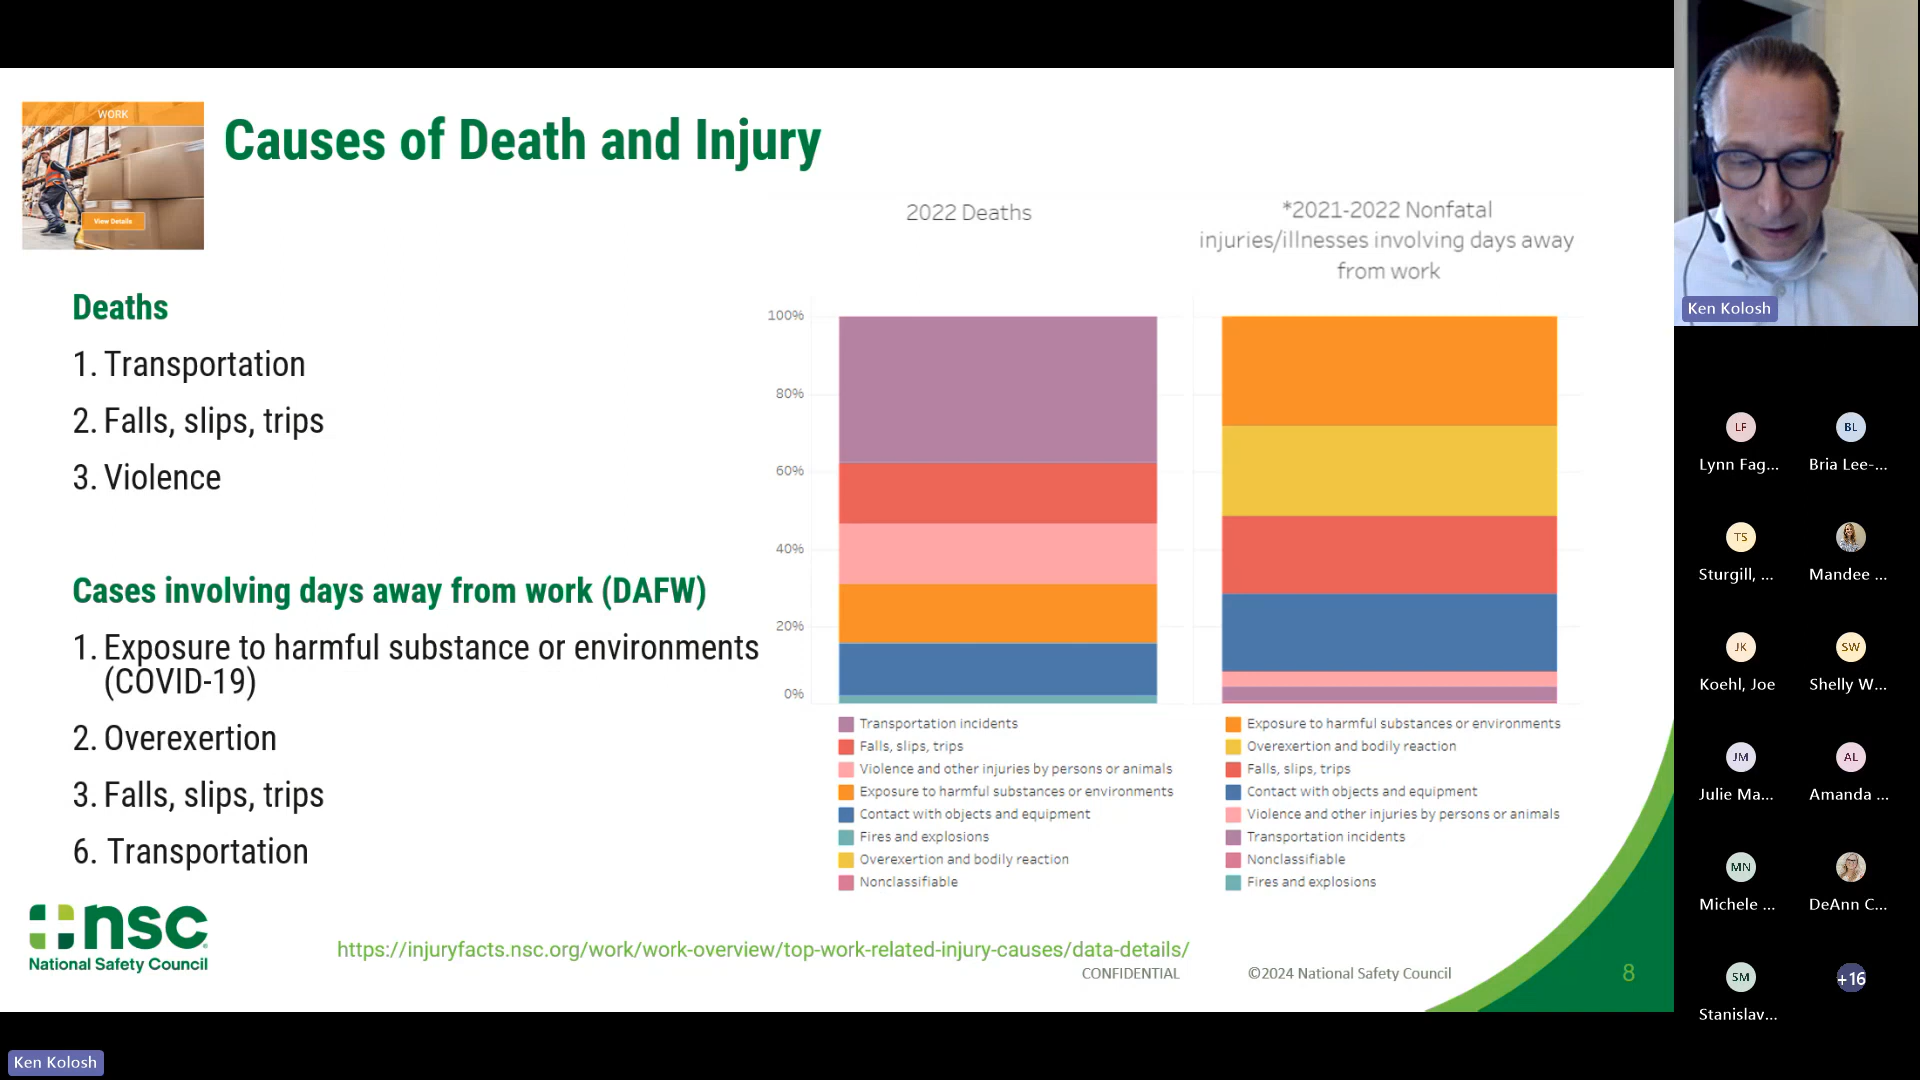 WORK
View Details
Causes of Death and Injury
Deaths
1. Transportation
2. Falls, slips, trips
3. Violence
Cases involving days away from work (DAFW)
1. Exposure to harmful substance or environments
(COVID-19)
2. Overexertion
3. Falls, slips, trips
6. Transportation
2022 Deaths
*2021-2022 Nonfatal
injuries/illnesses involving days away
from work
100%
80%
60%
40%
20%
0%
Transportation incidents
Falls, slips, trips
Violence and other injuries by persons or animals
Exposure to harmful substances or environments
Contact with objects and equipment
Fires and explosions
Overexertion and bodily reaction
Nonclassifiable
Exposure to harmful substances or environments
Overexertion and bodily reaction
Falls, slips, trips
Contact with objects and equipment
Violence and other injuries by persons or animals
Transportation incidents
Nonclassifiable
Fires and explosions
nsc
National Safety Council
https://injuryfacts.nsc.org/work/work-overview/top-work-related-injury-causes/data-details/
CONFIDENTIAL
©2024 National Safety Council
8
Ken Kolosh
Ken Kolosh
LF
Lynn Fag...
BL
Bria Lee-...
TS
Sturgill, ...
Mandee ...
JK
Koehl, Joe
SW
Shelly W...
JM
Julie Ma...
AL
Amanda ...
MN
Michele ...
DeAnn C...
SM
Stanislav...
+16